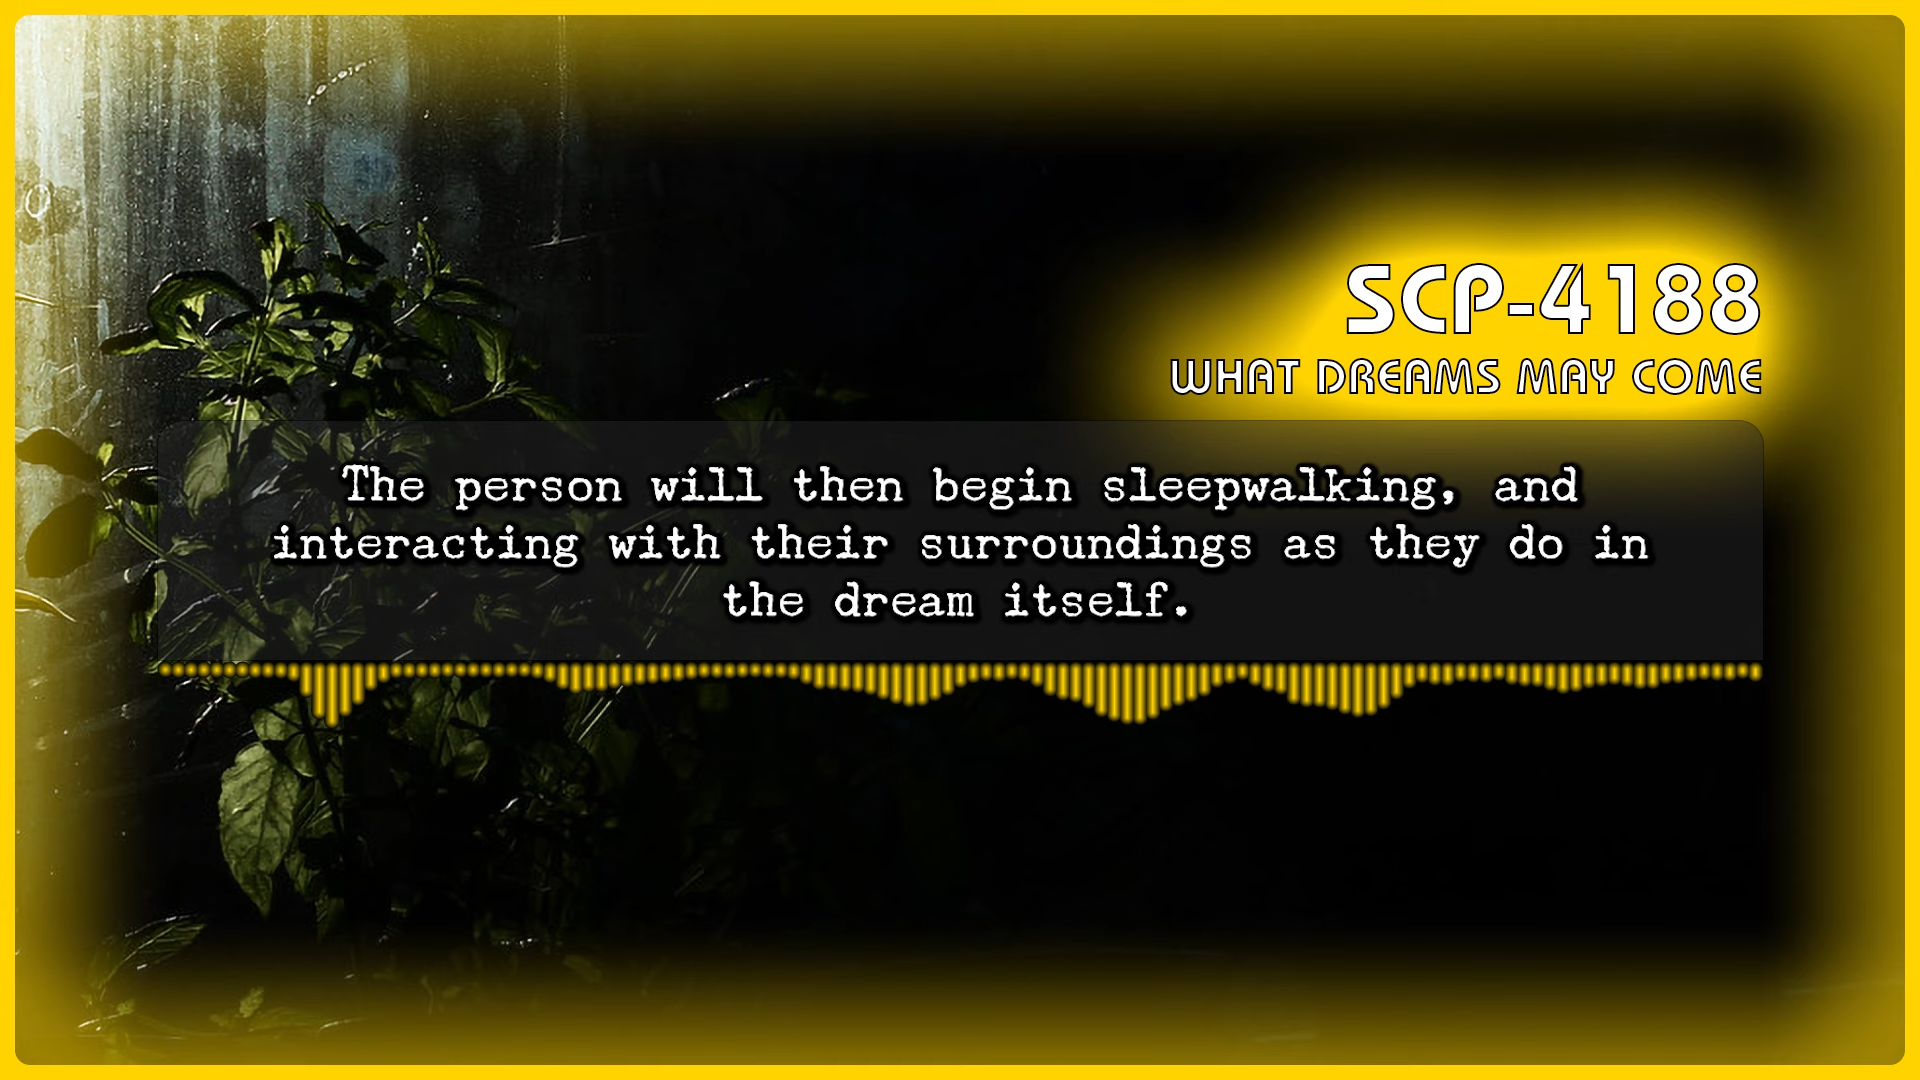 SCP-4188
WHAT DREAMS MAY COME
The person will then begin sleepwalking, and
interacting with their surroundings as they do in
the dream itself.